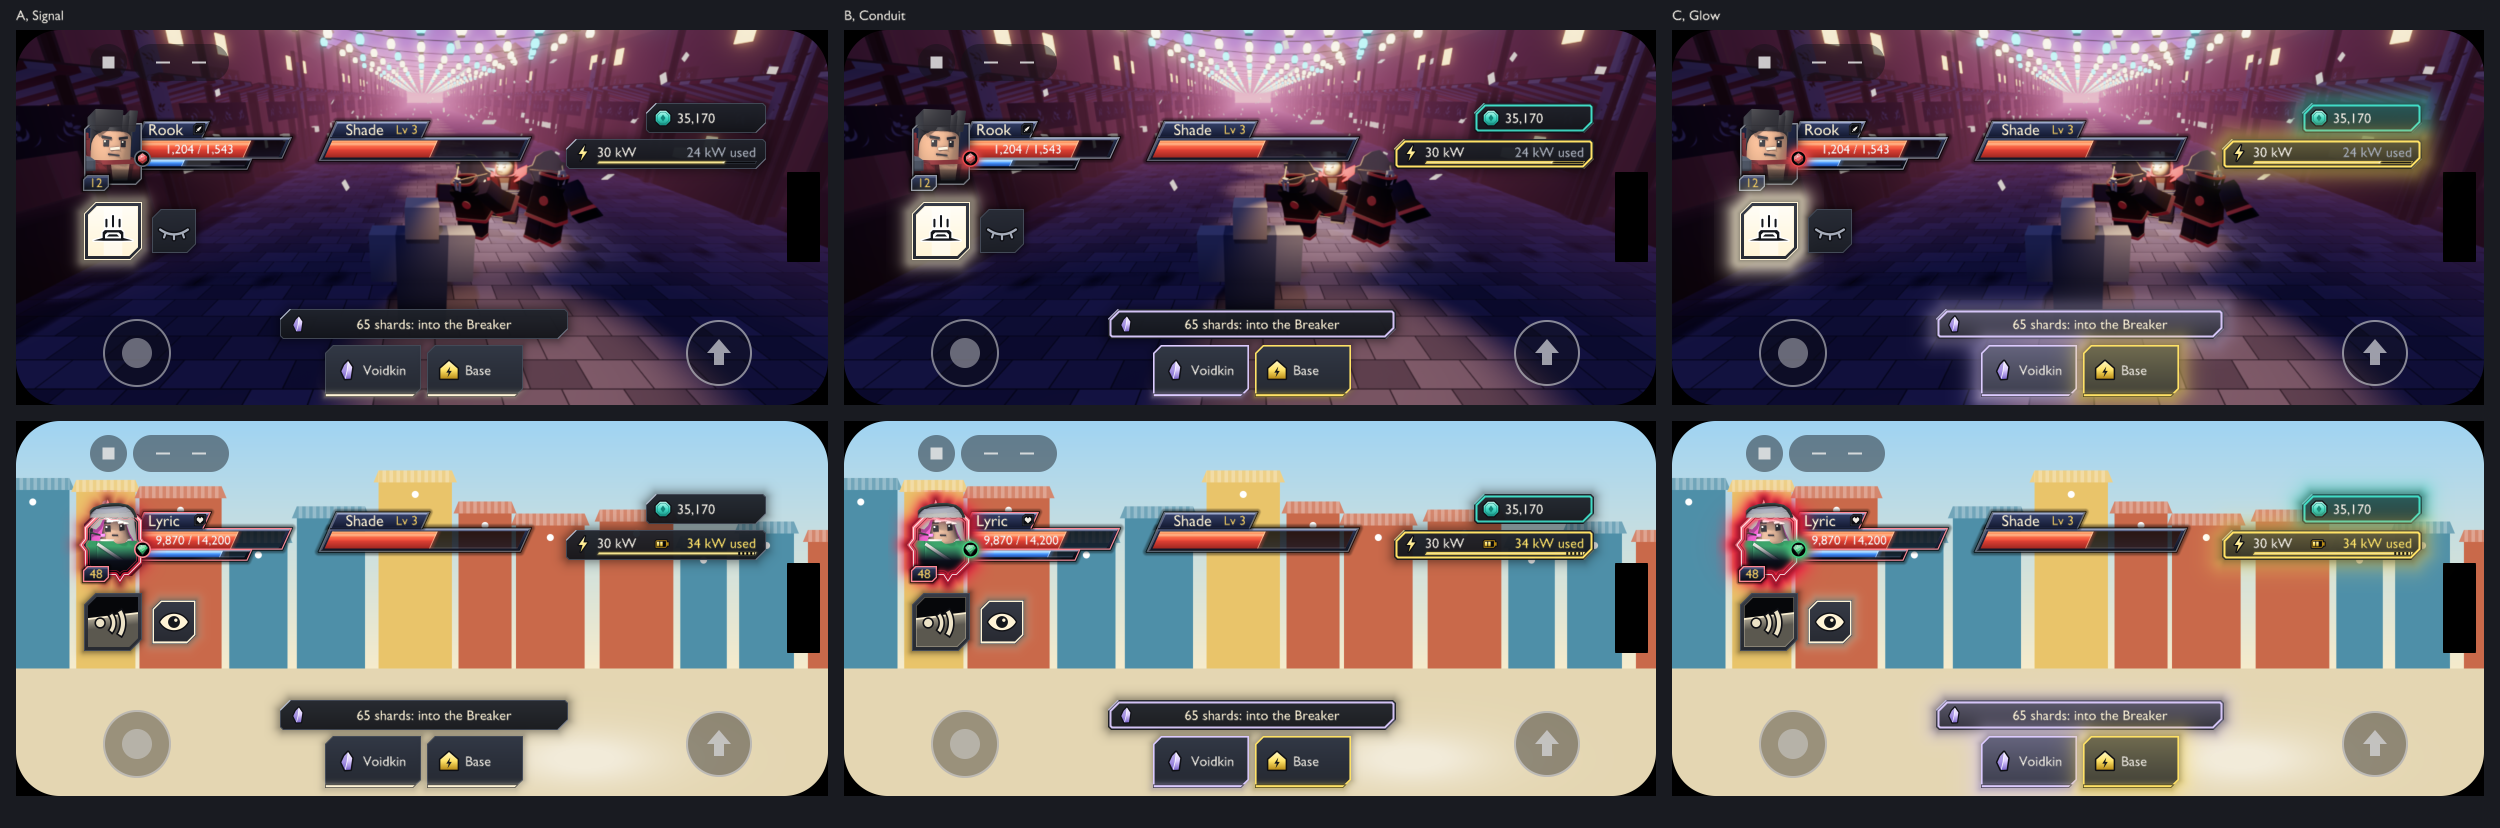 A, Signal
35,170
Rook
Shade Lv 3
1,204 / 1,543
30 kW 24 kW used
12
65 shards: into the Breaker
Voidkin
Base
B, Conduit
35,170
Rook
Shade Lv 3
1,204 / 1,543
30 kW 24 kW used
12
65 shards: into the Breaker
Voidkin
Base
C, Glow
35,170
Rook
Shade Lv 3
1,204 / 1,543
30 kW 24 kW used
12
65 shards: into the Breaker
Voidkin
Base
35,170
Lyric
Shade Lv 3
9,870 / 14,200
30 kW 34 kW used
48
65 shards: into the Breaker
Voidkin
Base
35,170
Lyric
Shade Lv 3
9,870 / 14,200
30 kW 34 kW used
48
65 shards: into the Breaker
Voidkin
Base
35,170
Lyric
Shade Lv 3
9,870 / 14,200
30 kW 34 kW used
48
65 shards: into the Breaker
Voidkin
Base